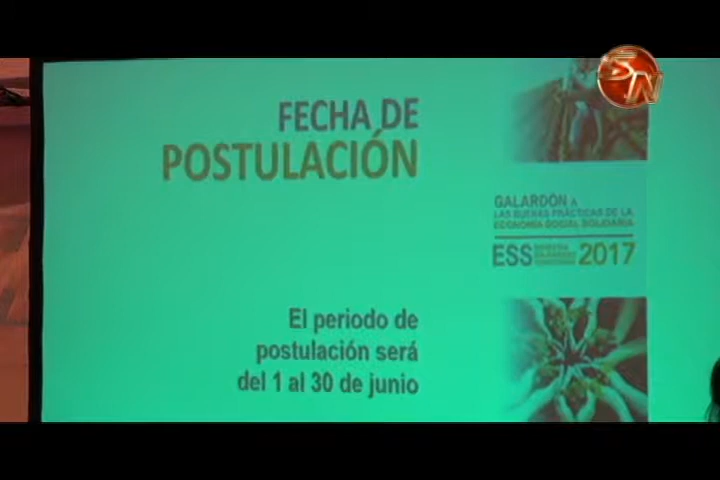 SN
FECHA DE
POSTULACIÓN
GALARDÓN A
LAS BUENAS PRÁCTICAS DE LA
ECONOMÍA SOCIAL SOLIDARIA
ESS 2017
El periodo de
postulación será
del 1 al 30 de junio